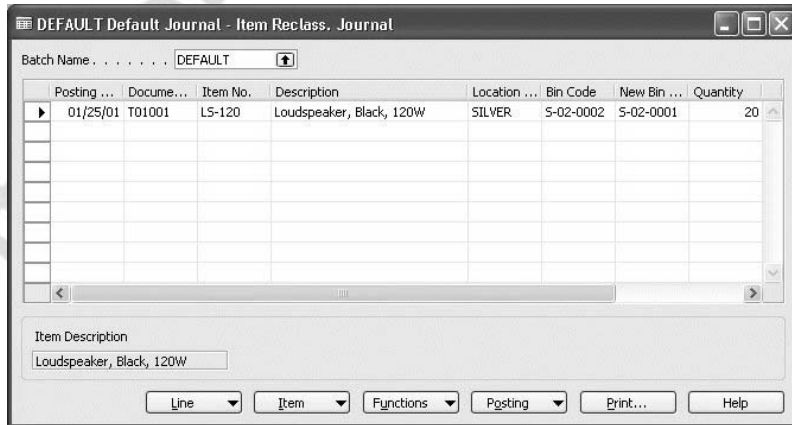 DEFAULT Default Journal - Item Reclass. Journal
Batch Name . . . . . . . DEFAULT
Posting ... Docume... Item No. Description Location ... Bin Code New Bin ... Quantity
01/25/01 T01001 LS-120 Loudspeaker, Black, 120W SILVER S-02-0002 S-02-0001 20
Item Description
Loudspeaker, Black, 120W
Line Item Functions Posting Print... Help